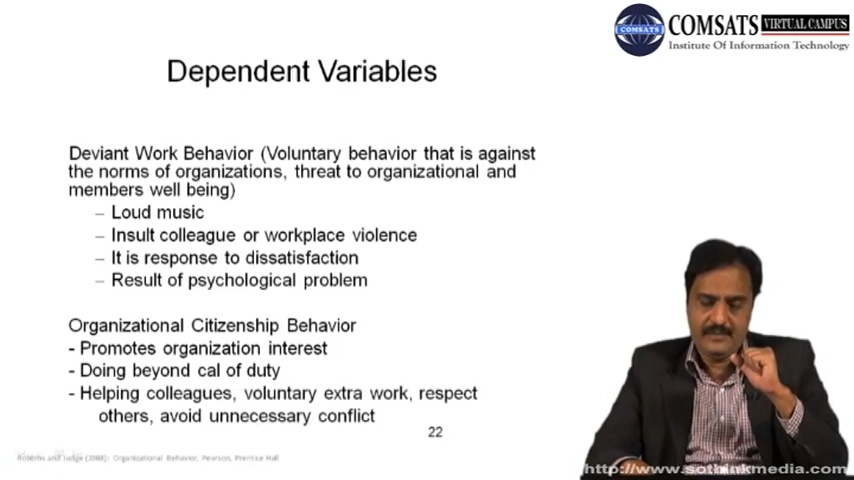 COMSATS VIRTUAL CAMPUS
Institute Of Information Technology
COMSATS
Dependent Variables
Deviant Work Behavior (Voluntary behavior that is against
the norms of organizations, threat to organizational and
members well being)
– Loud music
– Insult colleague or workplace violence
– It is response to dissatisfaction
– Result of psychological problem
Organizational Citizenship Behavior
- Promotes organization interest
- Doing beyond cal of duty
- Helping colleagues, voluntary extra work, respect
others, avoid unnecessary conflict
22
Robbins and Judge (2008): Organizational Behavior, Pearson, Prentice Hall
http://www.sothinkmedia.com/